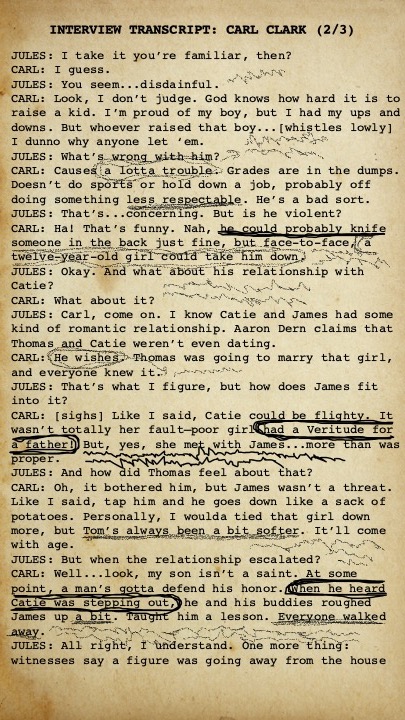 INTERVIEW TRANSCRIPT: CARL CLARK (2/3)
JULES: I take it you're familiar, then?
CARL: I guess.
JULES: You seem...disdainful.
CARL: Look, I don't judge. God knows how hard it is to
raise a kid. I'm proud of my boy, but I had my ups and
downs. But whoever raised that boy...[whistles lowly]
I dunno why anyone let 'em.
JULES: What's wrong with him?
CARL: Causes a lotta trouble. Grades are in the dumps.
Doesn't do sports or hold down a job, probably off
doing something less respectable. He's a bad sort.
JULES: That's...concerning. But is he violent?
CARL: Ha! That's funny. Nah, he could probably knife
someone in the back just fine, but face-to-face, a
twelve-year-old girl could take him down.
JULES: Okay. And what about his relationship with
Catie?
CARL: What about it?
JULES: Carl, come on. I know Catie and James had some
kind of romantic relationship. Aaron Dern claims that
Thomas and Catie weren't even dating.
CARL: He wishes. Thomas was going to marry that girl,
and everyone knew it.
JULES: That's what I figure, but how does James fit
into it?
CARL: [sighs] Like I said, Catie could be flighty. It
wasn't totally her fault—poor girl had a Veritude for
a father! But, yes, she met with James...more than was
proper.
JULES: And how did Thomas feel about that?
CARL: Oh, it bothered him, but James wasn't a threat.
Like I said, tap him and he goes down like a sack of
potatoes. Personally, I woulda tied that girl down
more, but Tom's always been a bit softer. It'll come
with age.
JULES: But when the relationship escalated?
CARL: Well...look, my son isn't a saint. At some
point, a man's gotta defend his honor. When he heard
Catie was stepping out, he and his buddies roughed
James up a bit. Taught him a lesson. Everyone walked
away.
JULES: All right, I understand. One more thing:
witnesses say a figure was going away from the house